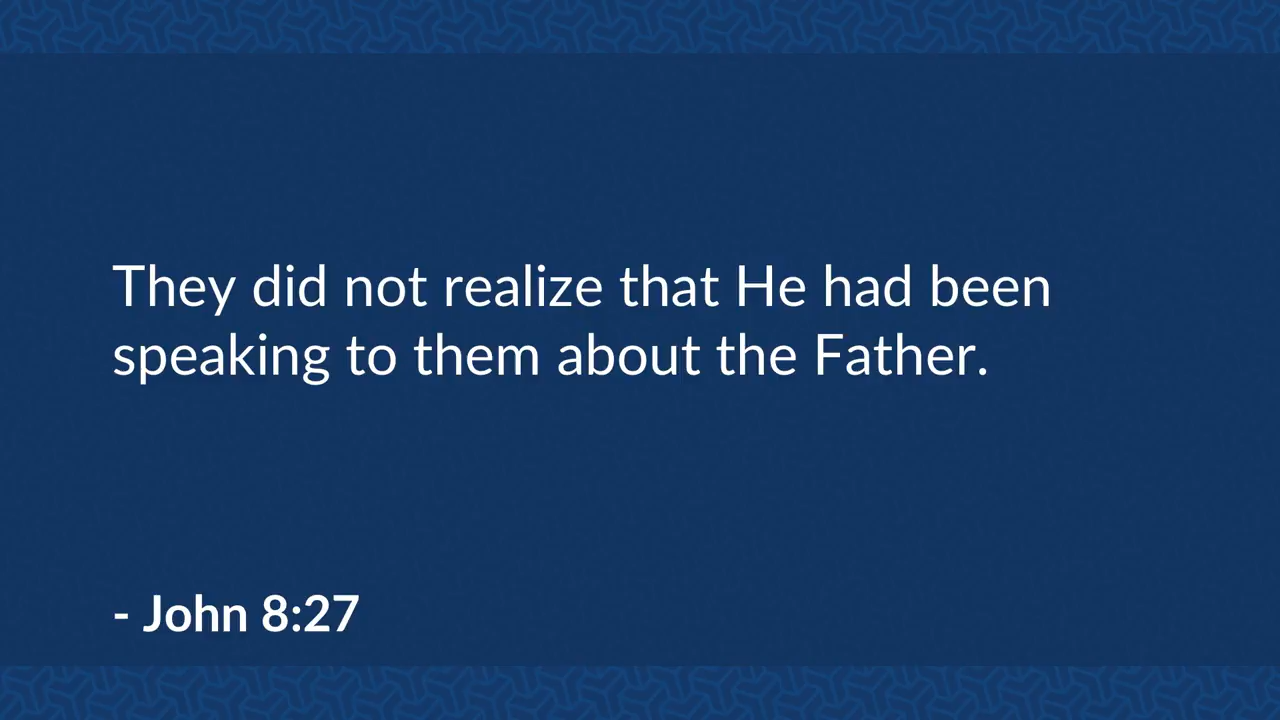 They did not realize that He had been
speaking to them about the Father.
- John 8:27